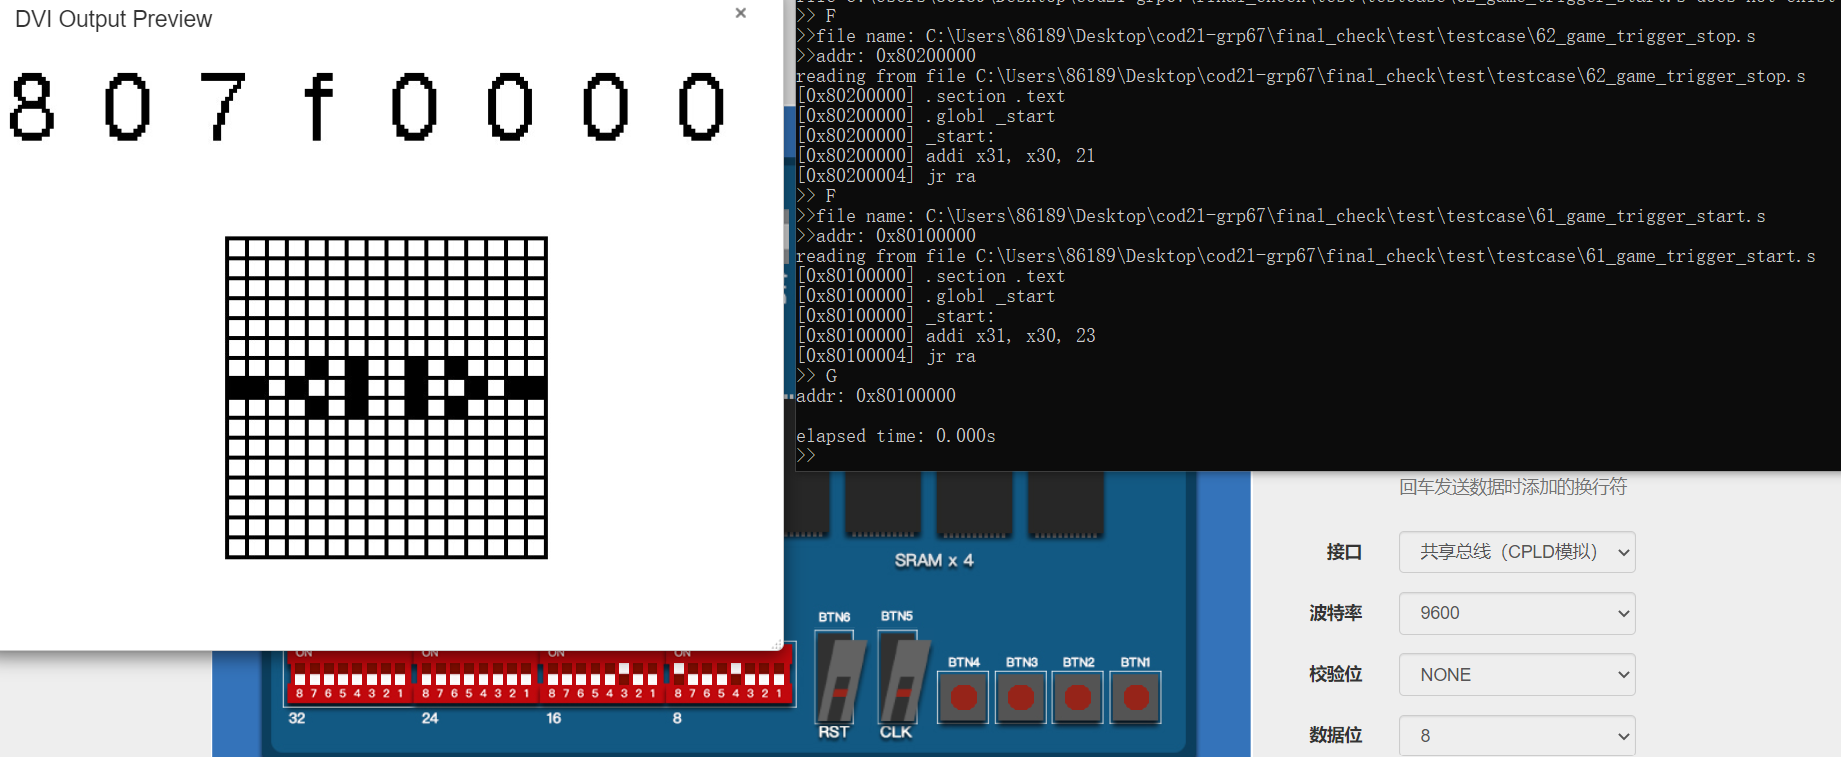 DVI Output Preview
×
8 0 7 f 0 0 0 0
>> F
>>file name: C:\Users\86189\Desktop\cod21-grp67\final_check\test\testcase\62_game_trigger_stop.s
>>addr: 0x80200000
reading from file C:\Users\86189\Desktop\cod21-grp67\final_check\test\testcase\62_game_trigger_stop.s
[0x80200000] .section .text
[0x80200000] .globl _start
[0x80200000] _start:
[0x80200000] addi x31, x30, 21
[0x80200004] jr ra
>> F
>>file name: C:\Users\86189\Desktop\cod21-grp67\final_check\test\testcase\61_game_trigger_start.s
>>addr: 0x80100000
reading from file C:\Users\86189\Desktop\cod21-grp67\final_check\test\testcase\61_game_trigger_start.s
[0x80100000] .section .text
[0x80100000] .globl _start
[0x80100000] _start:
[0x80100000] addi x31, x30, 23
[0x80100004] jr ra
>> G
addr: 0x80100000
elapsed time: 0.000s
>>
回车发送数据时添加的换行符
接口 共享总线（CPLD模拟）
波特率 9600
校验位 NONE
数据位 8
SRAM x 4
BTN6 BTN5
BTN4 BTN3 BTN2 BTN1
RST CLK
ON ON ON ON
8 7 6 5 4 3 2 1 8 7 6 5 4 3 2 1 8 7 6 5 4 3 2 1 8 7 6 5 4 3 2 1
32 24 16 8